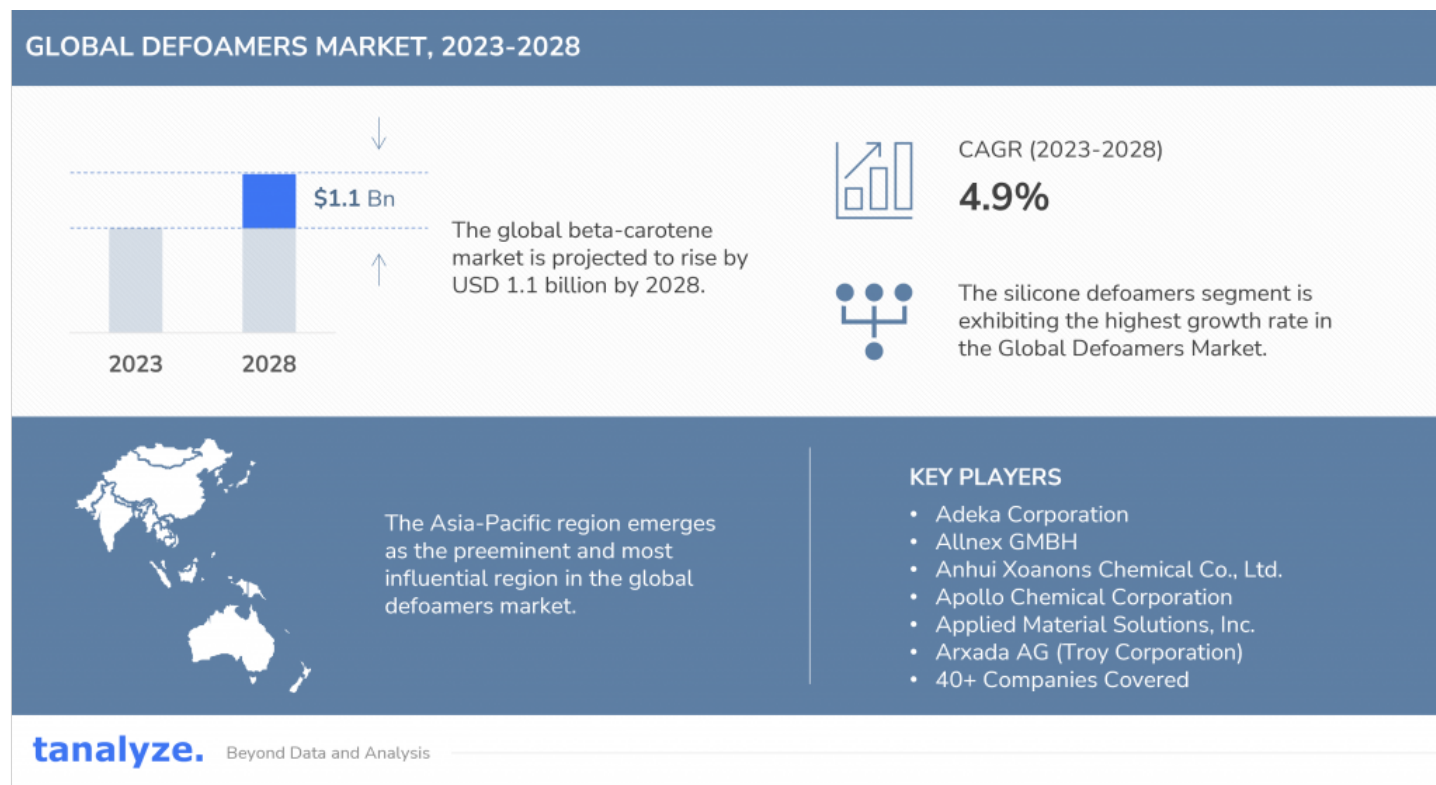 GLOBAL DEFOAMERS MARKET, 2023-2028
$1.1 Bn
2023
2028
The global beta-carotene
market is projected to rise by
USD 1.1 billion by 2028.
CAGR (2023-2028)
4.9%
The silicone defoamers segment is
exhibiting the highest growth rate in
the Global Defoamers Market.
The Asia-Pacific region emerges
as the preeminent and most
influential region in the global
defoamers market.
KEY PLAYERS
• Adeka Corporation
• Allnex GMBH
• Anhui Xoanons Chemical Co., Ltd.
• Apollo Chemical Corporation
• Applied Material Solutions, Inc.
• Arxada AG (Troy Corporation)
• 40+ Companies Covered
tanalyze. Beyond Data and Analysis